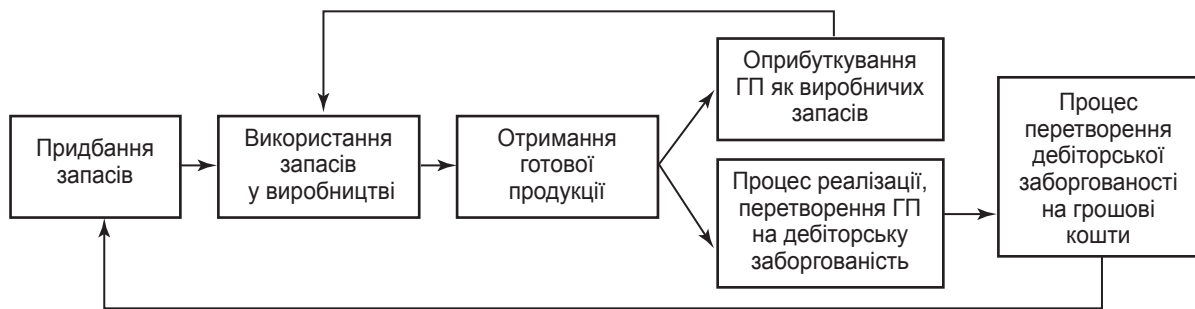 Придбання
запасів
Використання
запасів
у виробництві
Отримання
готової
продукції
Оприбуткування
ГП як виробничих
запасів
Процес реалізації,
перетворення ГП
на дебіторську
заборгованість
Процес
перетворення
дебіторської
заборгованості
на грошові
кошти